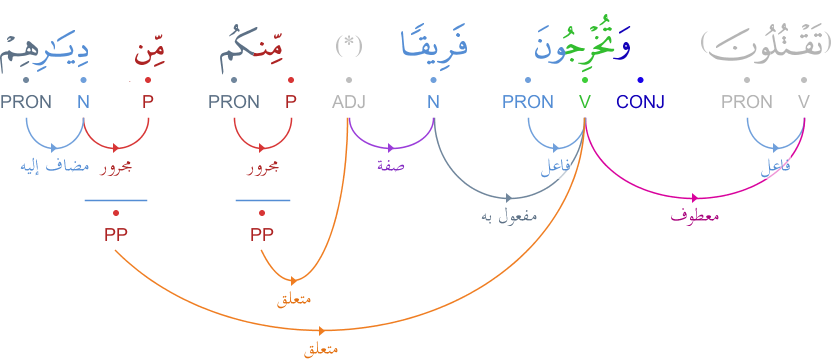 (تَقْتُلُونَ) وَتُخْرِجُونَ فَرِيقًا (*) مِّنكُم مِّن دِيَـٰرِهِمْ
PRON N P PRON P ADJ N PRON V CONJ PRON V
مضاف إليه مجرور مجرور صفة فاعل فاعل
مفعول به معطوف
PP PP
متعلق
متعلق